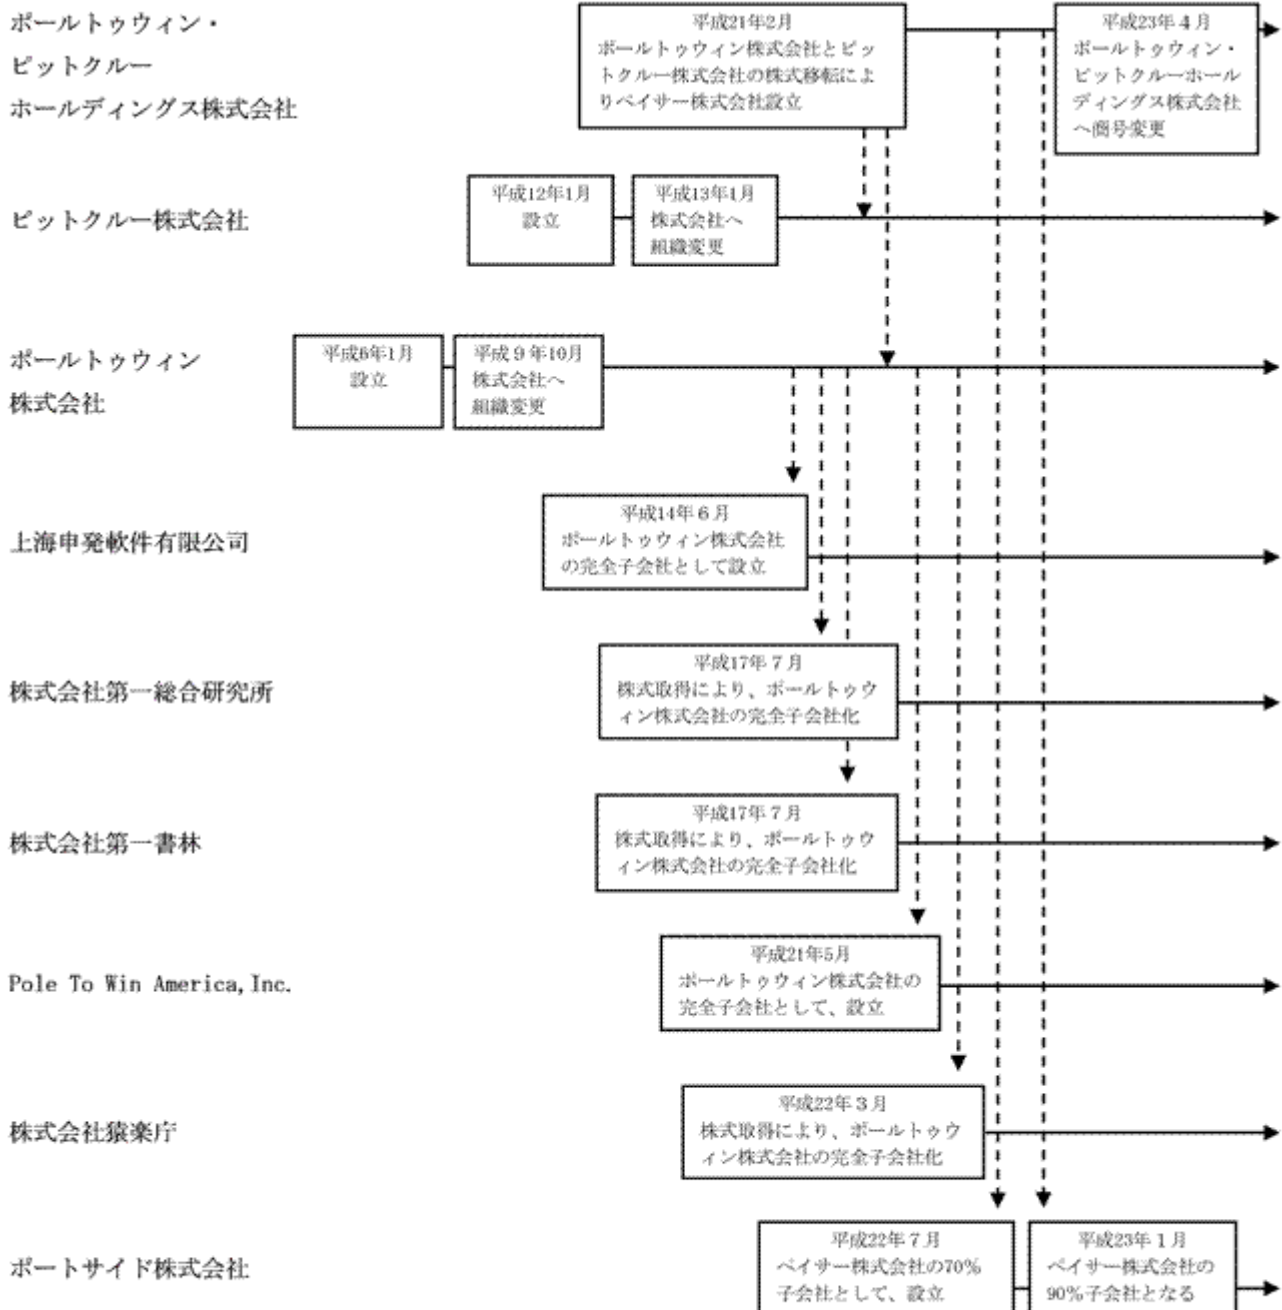 ポールトゥウィン・
ピットクルー
ホールディングス株式会社
平成21年2月
ポールトゥウィン株式会社とピッ
トクルー株式会社の株式移転によ
りペイサー株式会社設立
平成23年4月
ポールトゥウィン・
ピットクルーホール
ディングス株式会社
へ商号変更
ピットクルー株式会社
平成12年1月
設立
平成13年1月
株式会社へ
組織変更
ポールトゥウィン
株式会社
平成6年1月
設立
平成9年10月
株式会社へ
組織変更
上海申発軟件有限公司
平成14年6月
ポールトゥウィン株式会社
の完全子会社として設立
株式会社第一総合研究所
平成17年7月
株式取得により、ポールトゥウ
ィン株式会社の完全子会社化
株式会社第一書林
平成17年7月
株式取得により、ポールトゥウ
ィン株式会社の完全子会社化
Pole To Win America,Inc.
平成21年5月
ポールトゥウィン株式会社の
完全子会社として、設立
株式会社猿楽庁
平成22年3月
株式取得により、ポールトゥウ
ィン株式会社の完全子会社化
ポートサイド株式会社
平成22年7月
ペイサー株式会社の70%
子会社として、設立
平成23年1月
ペイサー株式会社の
90%子会社となる